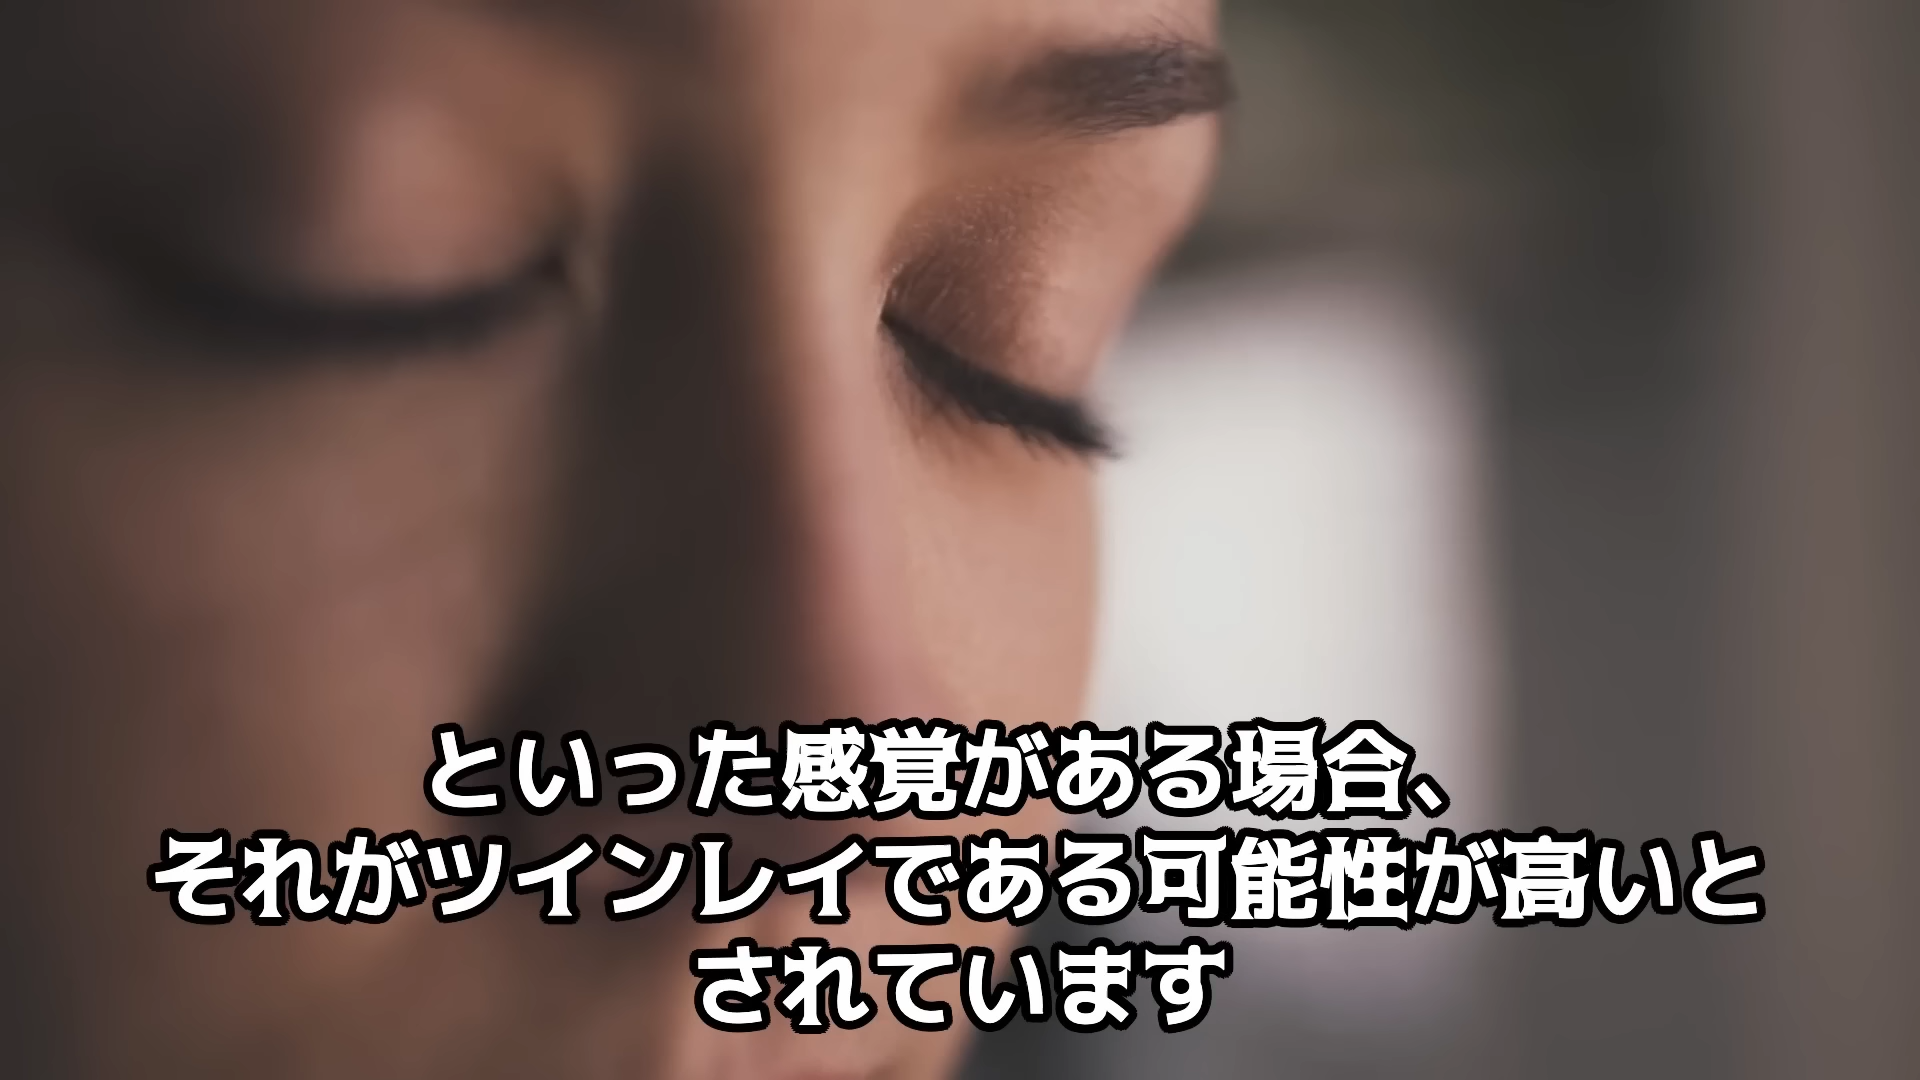 といった感覚がある場合、
それがツインレイである可能性が高いと
されています